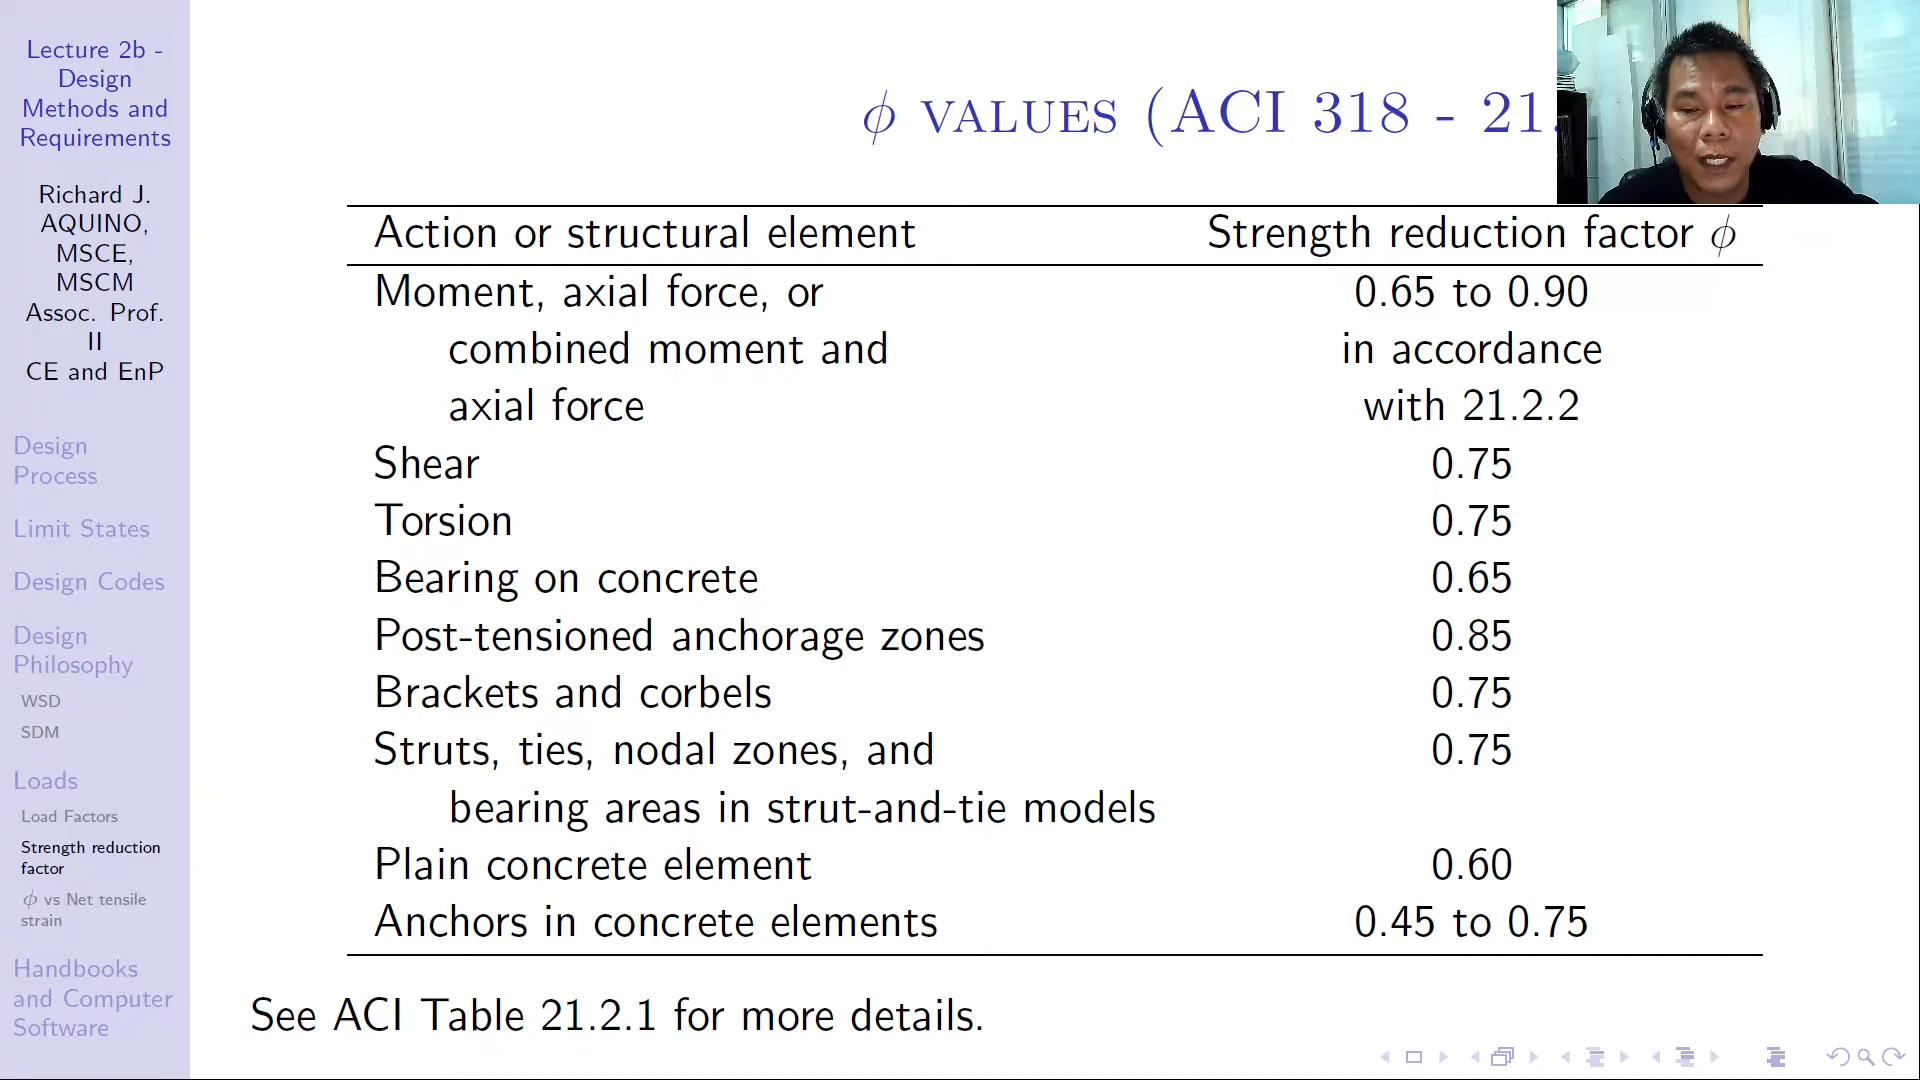 Lecture 2b -
Design
Methods and
Requirements
Richard J.
AQUINO,
MSCE,
MSCM
Assoc. Prof.
II
CE and EnP
Design
Process
Limit States
Design Codes
Design
Philosophy
WSD
SDM
Loads
Load Factors
Strength reduction
factor
ϕ vs Net tensile
strain
Handbooks
and Computer
Software
ϕ VALUES (ACI 318 - 21.
Action or structural element Strength reduction factor ϕ
Moment, axial force, or 0.65 to 0.90
combined moment and in accordance
axial force with 21.2.2
Shear 0.75
Torsion 0.75
Bearing on concrete 0.65
Post-tensioned anchorage zones 0.85
Brackets and corbels 0.75
Struts, ties, nodal zones, and 0.75
bearing areas in strut-and-tie models
Plain concrete element 0.60
Anchors in concrete elements 0.45 to 0.75
See ACI Table 21.2.1 for more details.